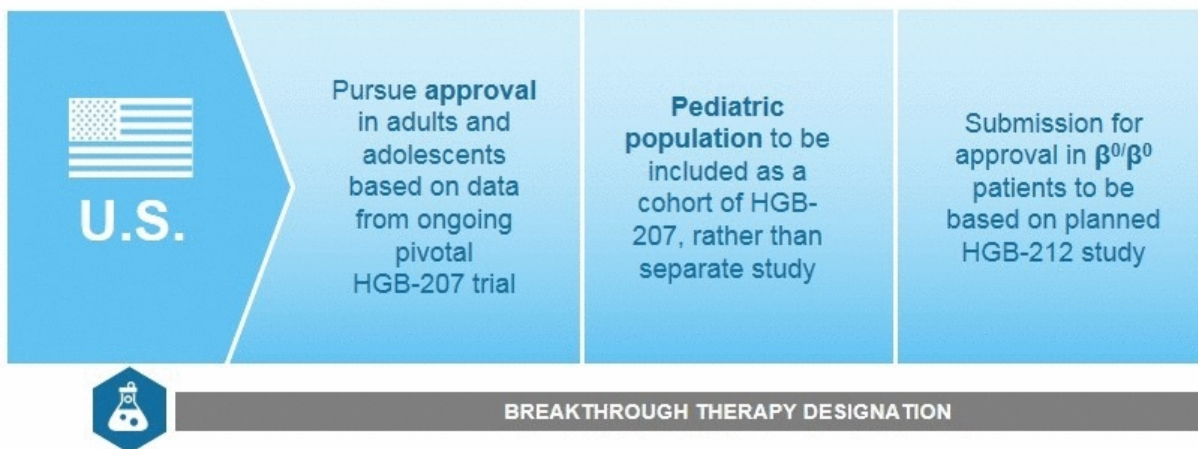 U.S.
Pursue approval
in adults and
adolescents
based on data
from ongoing
pivotal
HGB-207 trial
Pediatric
population to be
included as a
cohort of HGB-
207, rather than
separate study
Submission for
approval in β⁰/β⁰
patients to be
based on planned
HGB-212 study
BREAKTHROUGH THERAPY DESIGNATION